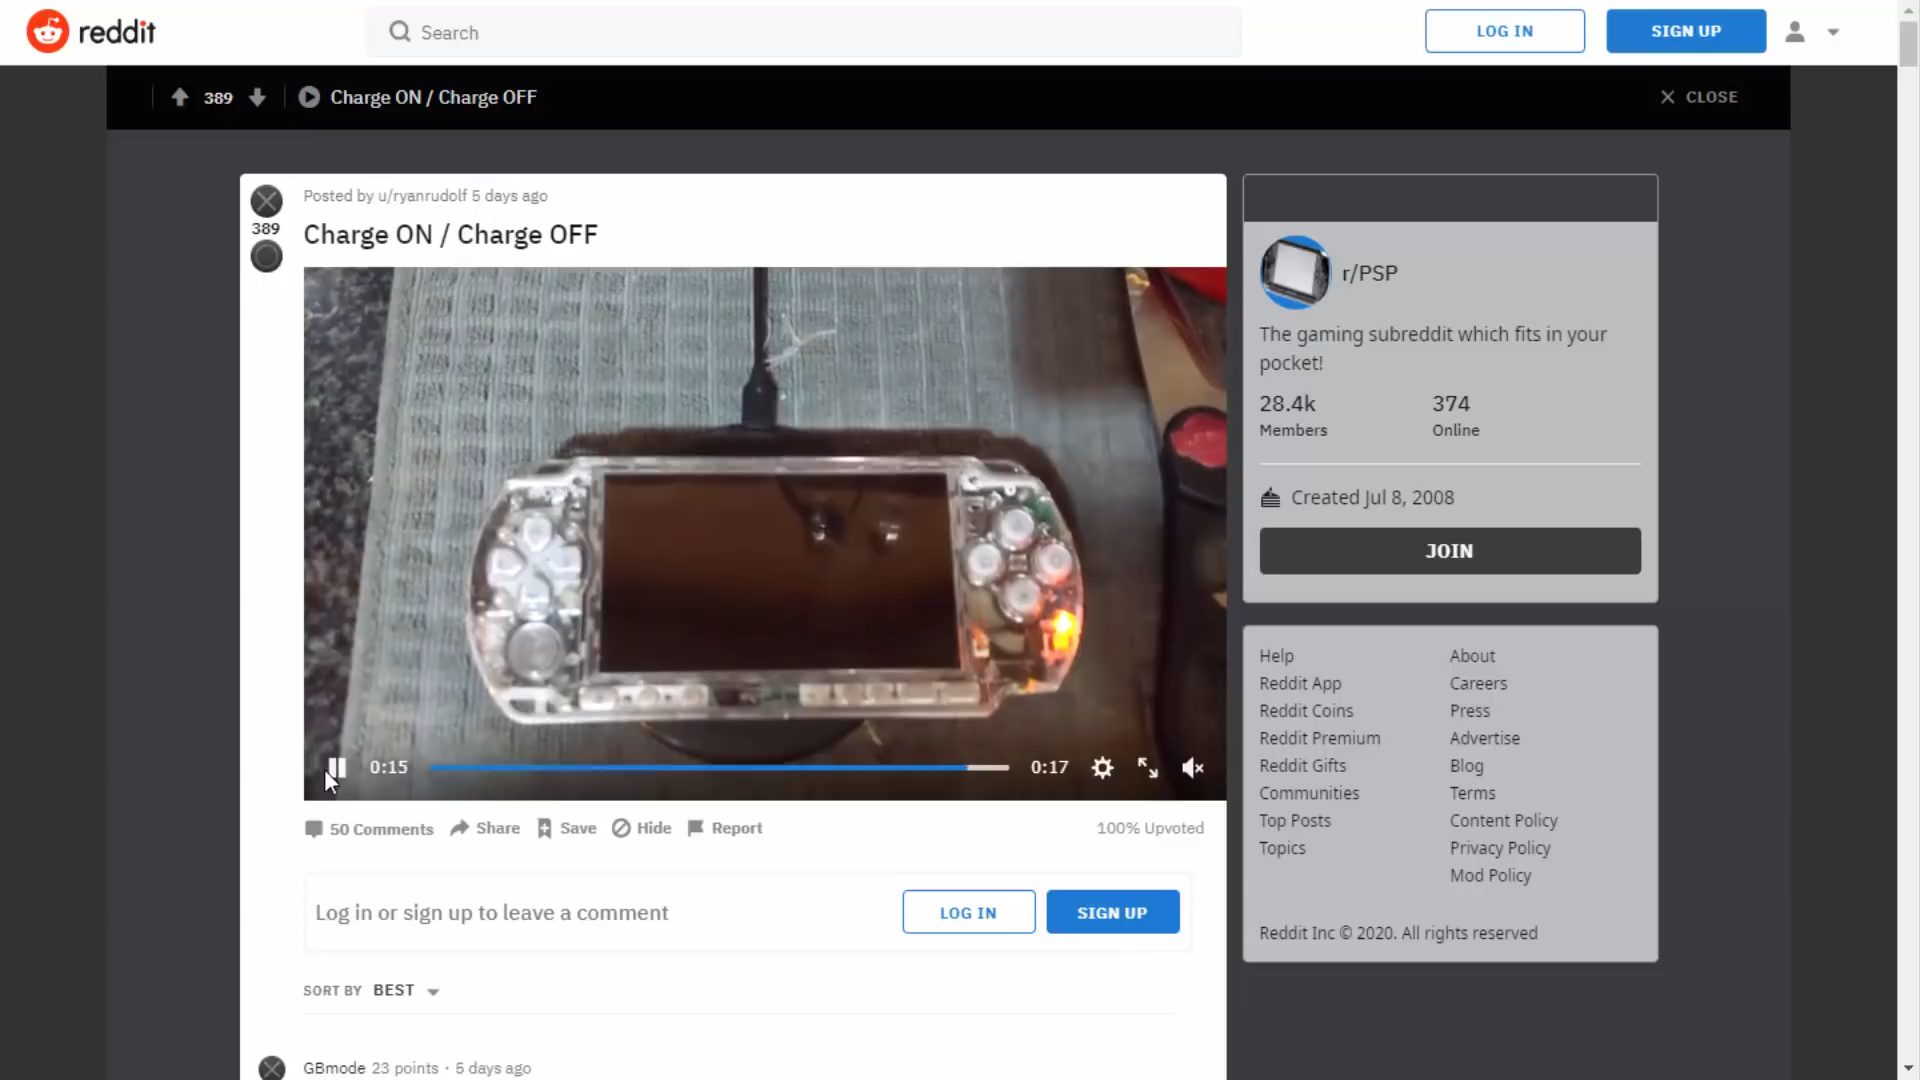 reddit
Search
LOG IN
SIGN UP
389
Charge ON / Charge OFF
CLOSE
Posted by u/ryanrudolf 5 days ago
389
Charge ON / Charge OFF
0:15
0:17
50 Comments
Share
Save
Hide
Report
100% Upvoted
Log in or sign up to leave a comment
LOG IN
SIGN UP
SORT BY BEST
GBmode 23 points · 5 days ago
r/PSP
The gaming subreddit which fits in your
pocket!
28.4k
374
Members
Online
Created Jul 8, 2008
JOIN
Help
About
Reddit App
Careers
Reddit Coins
Press
Reddit Premium
Advertise
Reddit Gifts
Blog
Communities
Terms
Top Posts
Content Policy
Topics
Privacy Policy
Mod Policy
Reddit Inc © 2020. All rights reserved